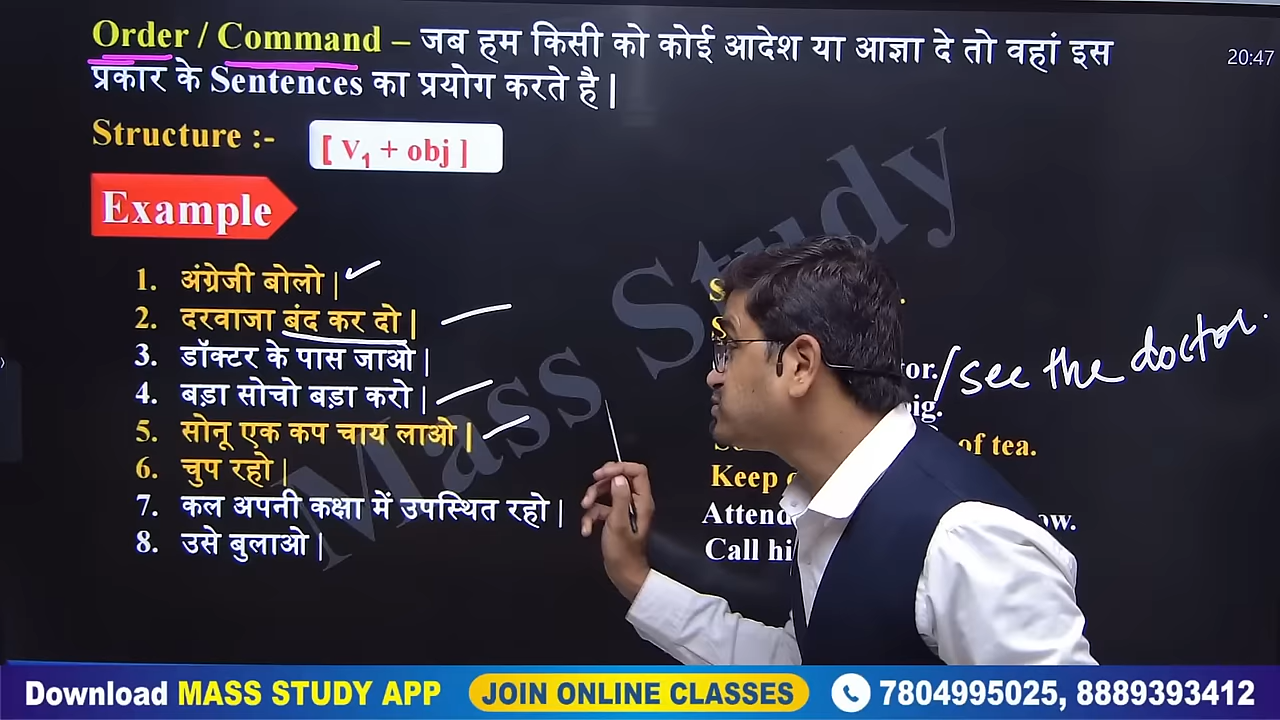 Order / Command – जब हम किसी को कोई आदेश या आज्ञा दे तो वहां इस
20:47
प्रकार के Sentences का प्रयोग करते है |
Structure :- [ V1 + obj ]
Example
1. अंग्रेजी बोलो |
2. दरवाजा बंद कर दो |
3. डॉक्टर के पास जाओ | /see the doctor.
4. बड़ा सोचो बड़ा करो |
5. सोनू एक कप चाय लाओ | of tea.
6. चुप रहो | Keep
7. कल अपनी कक्षा में उपस्थित रहो |
8. उसे बुलाओ | Call
Mass Study
Download MASS STUDY APP JOIN ONLINE CLASSES 7804995025, 8889393412